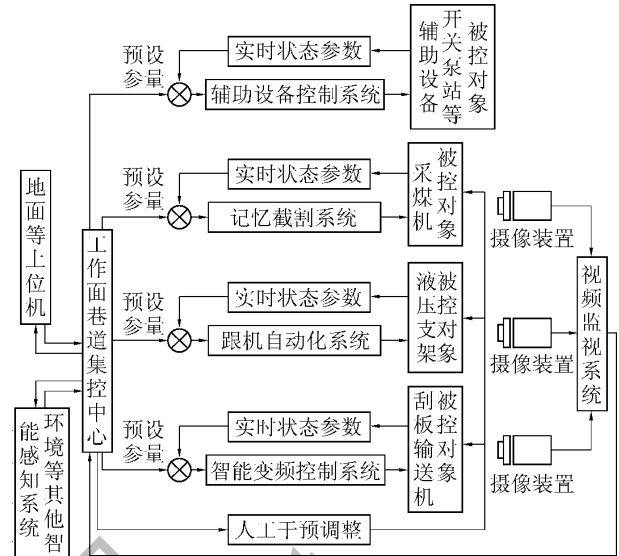 预设
参量
实时状态参数
辅助设备控制系统
被控对象
开关泵站等
辅助设备
预设
参量
实时状态参数
记忆截割系统
被控对象
采煤机
摄像装置
地面等上位机
工作面巷道集控中心
预设
参量
实时状态参数
跟机自动化系统
被控对象
液压支架
摄像装置
视频监视系统
环境等其他智
能感知系统
预设
参量
实时状态参数
智能变频控制系统
被控对象
刮板输送机
摄像装置
人工干预调整